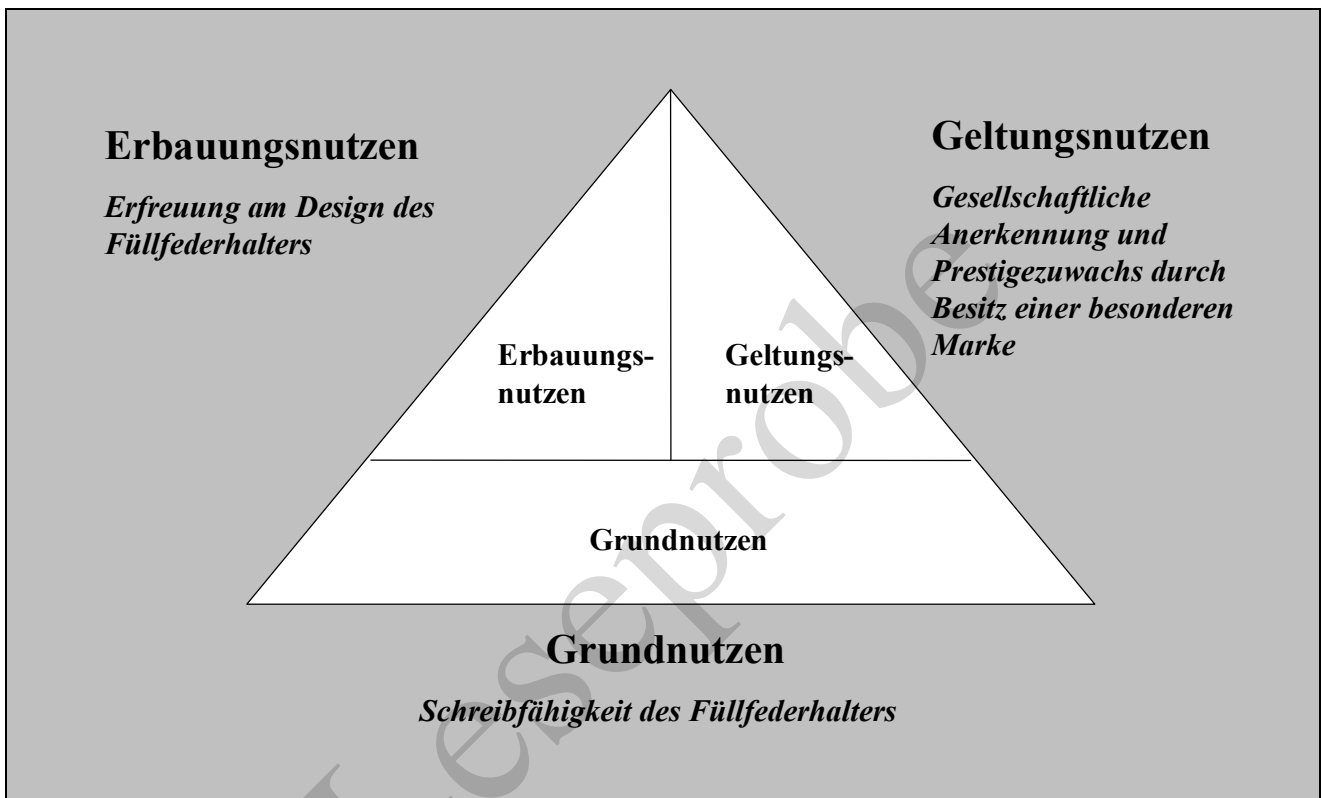 Erbauungsnutzen
Erfreuung am Design des
Füllfederhalters
Geltungsnutzen
Gesellschaftliche
Anerkennung und
Prestigezuwachs durch
Besitz einer besonderen
Marke
Erbauungs-
nutzen
Geltungs-
nutzen
Grundnutzen
Grundnutzen
Schreibfähigkeit des Füllfederhalters
Leseprobe